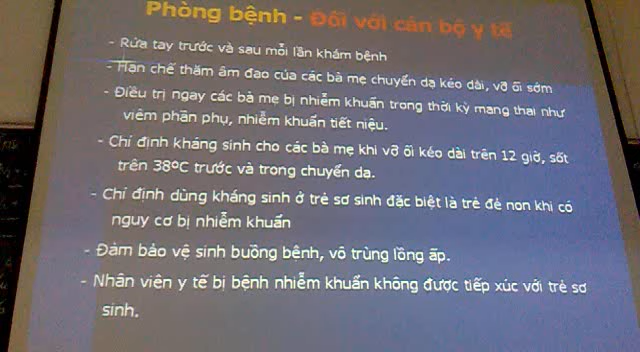 Phòng bệnh - Đối với cán bộ y tế
- Rửa tay trước và sau mỗi lần khám bệnh
- Hạn chế thăm âm đạo của các bà mẹ chuyển dạ kéo dài, vỡ ối sớm
- Điều trị ngay các bà mẹ bị nhiễm khuẩn trong thời kỳ mang thai như
viêm phần phụ, nhiễm khuẩn tiết niệu.
- Chỉ định kháng sinh cho các bà mẹ khi vỡ ối kéo dài trên 12 giờ, sốt
trên 38ºC trước và trong chuyển dạ.
- Chỉ định dùng kháng sinh ở trẻ sơ sinh đặc biệt là trẻ đẻ non khi có
nguy cơ bị nhiễm khuẩn
- Đảm bảo vệ sinh buồng bệnh, vô trùng lồng ấp.
- Nhân viên y tế bị bệnh nhiễm khuẩn không được tiếp xúc với trẻ sơ
sinh.